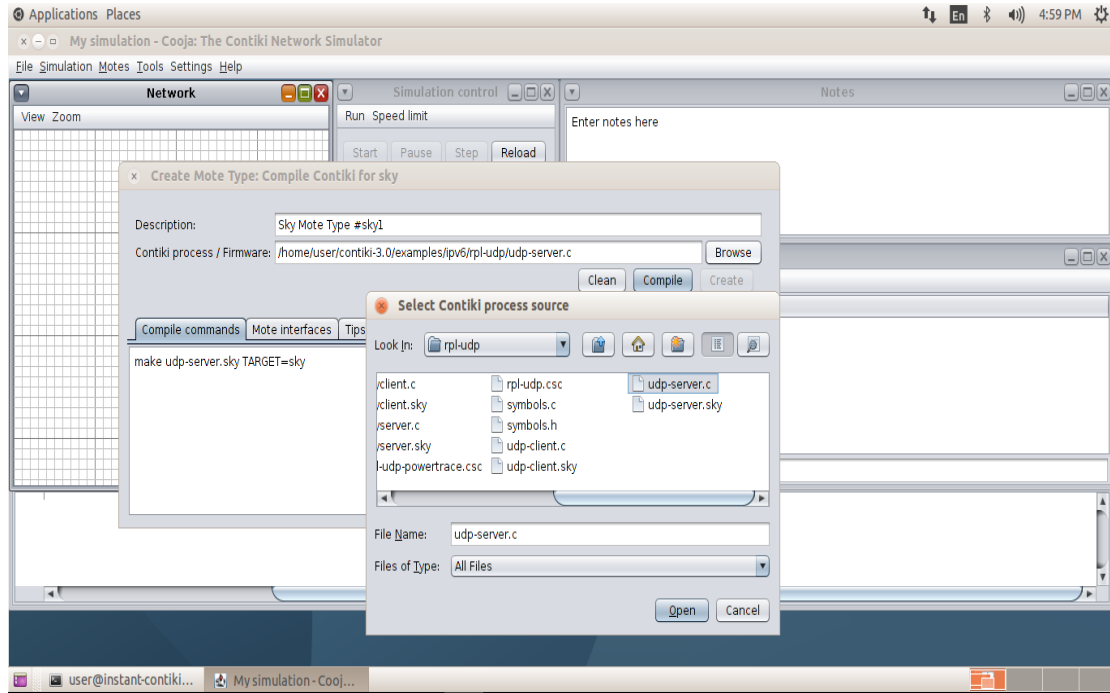 Applications Places En 4:59 PM
My simulation - Cooja: The Contiki Network Simulator
File Simulation Motes Tools Settings Help
Network
View Zoom
Simulation control
Run Speed limit
Start Pause Step Reload
Notes
Enter notes here
Create Mote Type: Compile Contiki for sky
Description: Sky Mote Type #sky1
Contiki process / Firmware: /home/user/contiki-3.0/examples/ipv6/rpl-udp/udp-server.c Browse
Clean Compile Create
Compile commands Mote interfaces Tips
make udp-server.sky TARGET=sky
Select Contiki process source
Look In: rpl-udp
/client.c rpl-udp.csc udp-server.c
/client.sky symbols.c udp-server.sky
/server.c symbols.h
/server.sky udp-client.c
l-udp-powertrace.csc udp-client.sky
File Name: udp-server.c
Files of Type: All Files
Open Cancel
user@instant-contiki... My simulation - Cooj...